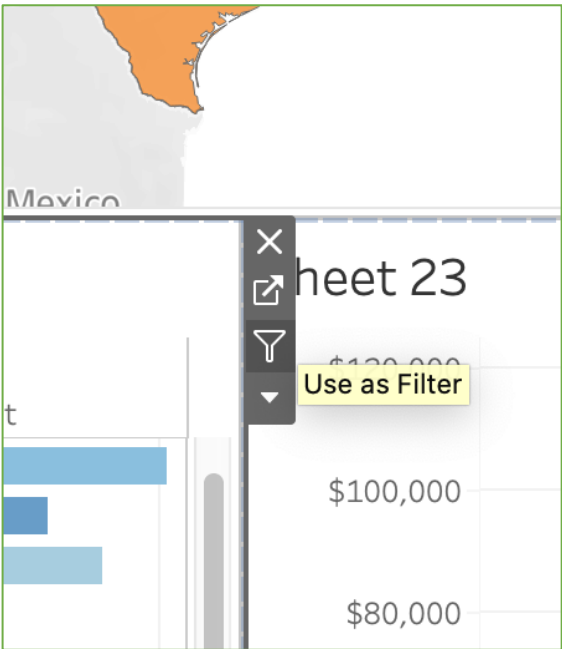 Mexico
heet 23
$120,000
Use as Filter
t
$100,000
$80,000